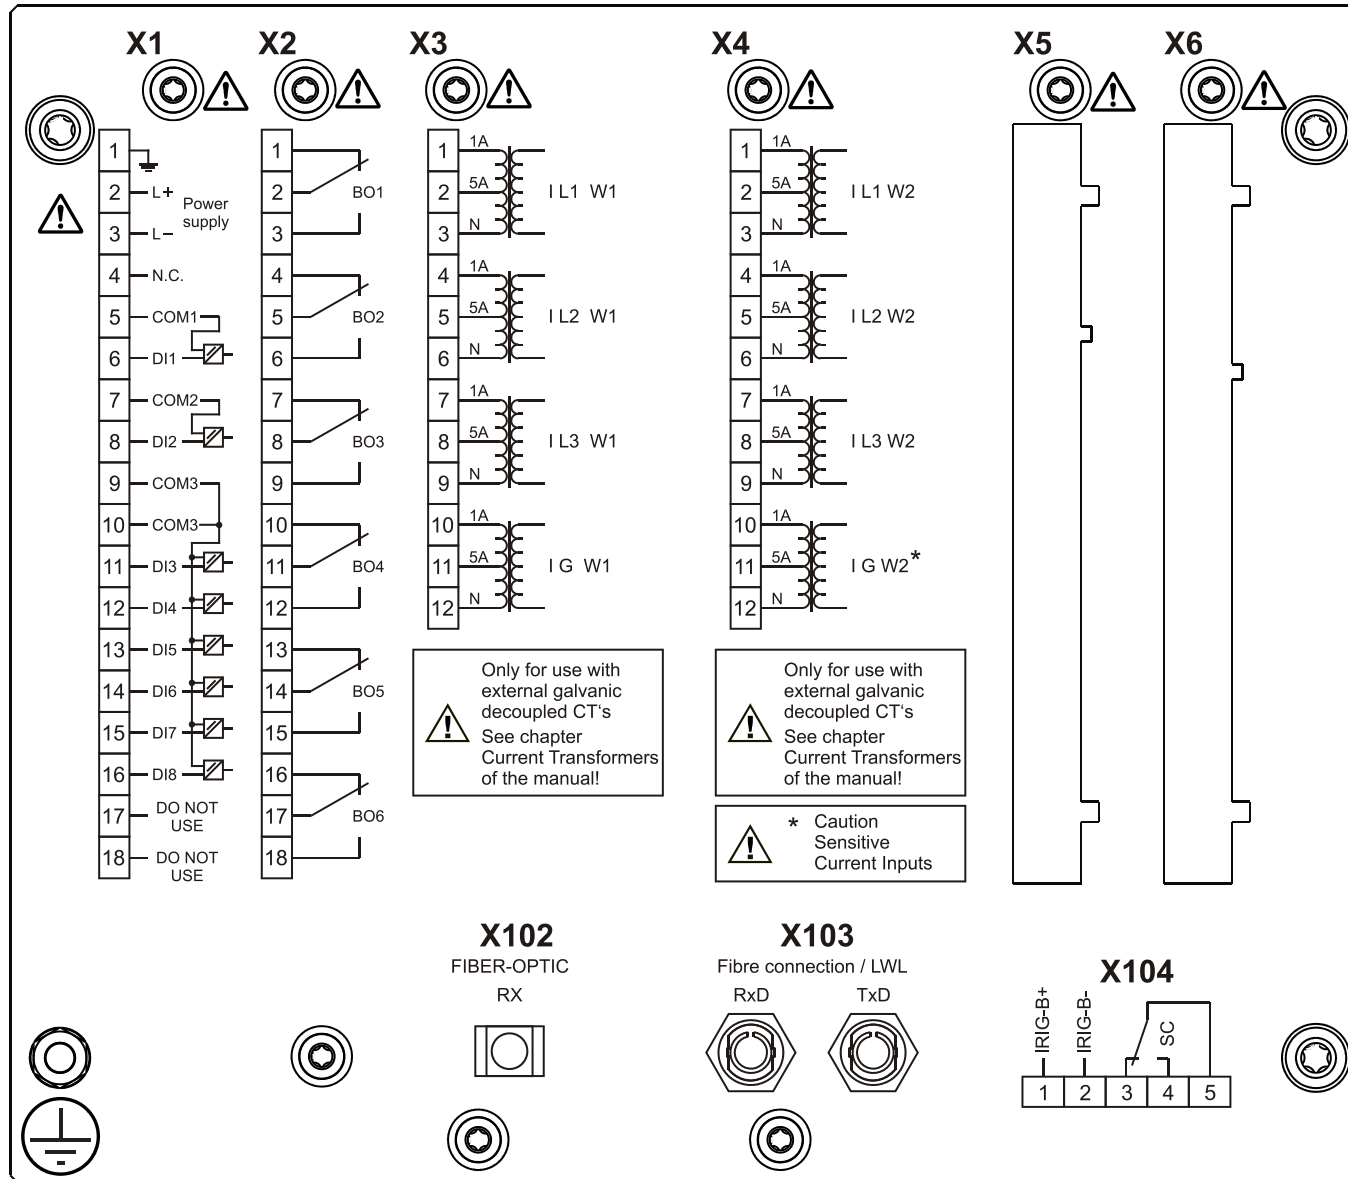 X1
X2
X3
X4
X5
X6
1
2 L+
Power
supply
3 L-
4 N.C.
5 COM1
6 DI1
7 COM2
8 DI2
9 COM3
10 COM3
11 DI3
12 DI4
13 DI5
14 DI6
15 DI7
16 DI8
17 DO NOT
USE
18 DO NOT
USE
1
2 BO1
3
4
5 BO2
6
7
8 BO3
9
10
11 BO4
12
13
14 BO5
15
16
17 BO6
18
1 1A
2 5A I L1 W1
3 N
4 1A
5 5A I L2 W1
6 N
7 1A
8 5A I L3 W1
9 N
10 1A
11 5A I G W1
12 N
Only for use with
external galvanic
decoupled CT's
See chapter
Current Transformers
of the manual!
1 1A
2 5A I L1 W2
3 N
4 1A
5 5A I L2 W2
6 N
7 1A
8 5A I L3 W2
9 N
10 1A
11 5A I G W2*
12 N
Only for use with
external galvanic
decoupled CT's
See chapter
Current Transformers
of the manual!
* Caution
Sensitive
Current Inputs
X102
FIBER-OPTIC
RX
X103
Fibre connection / LWL
RxD TxD
X104
IRIG-B+
IRIG-B-
SC
1 2 3 4 5